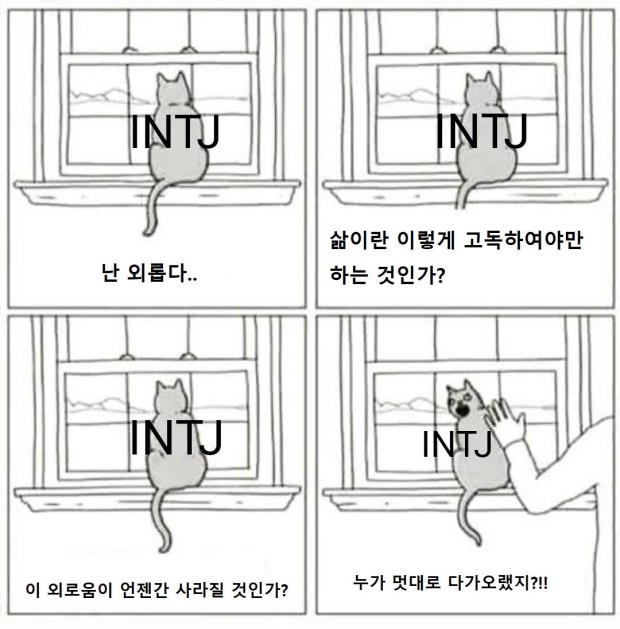 INTJ
난 외롭다..
INTJ
삶이란 이렇게 고독하여야만
하는 것인가?
INTJ
이 외로움이 언젠간 사라질 것인가?
INTJ
누가 멋대로 다가오랬지?!!